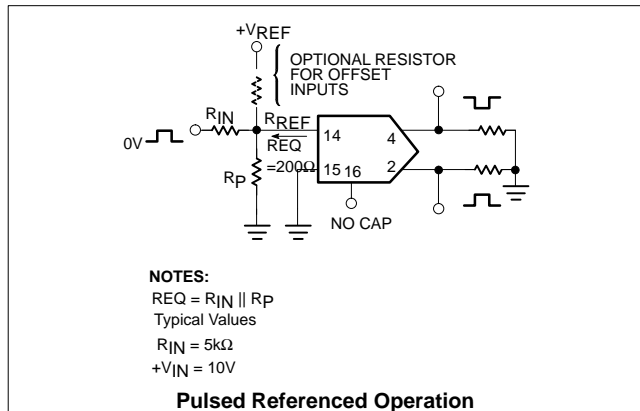 +VREF
OPTIONAL RESISTOR
FOR OFFSET
INPUTS
RIN
RREF
0V
REQ
=200Ω
RP
14
4
15
16
2
NO CAP
NOTES:
REQ = RIN || RP
Typical Values
RIN = 5kΩ
+VIN = 10V
Pulsed Referenced Operation